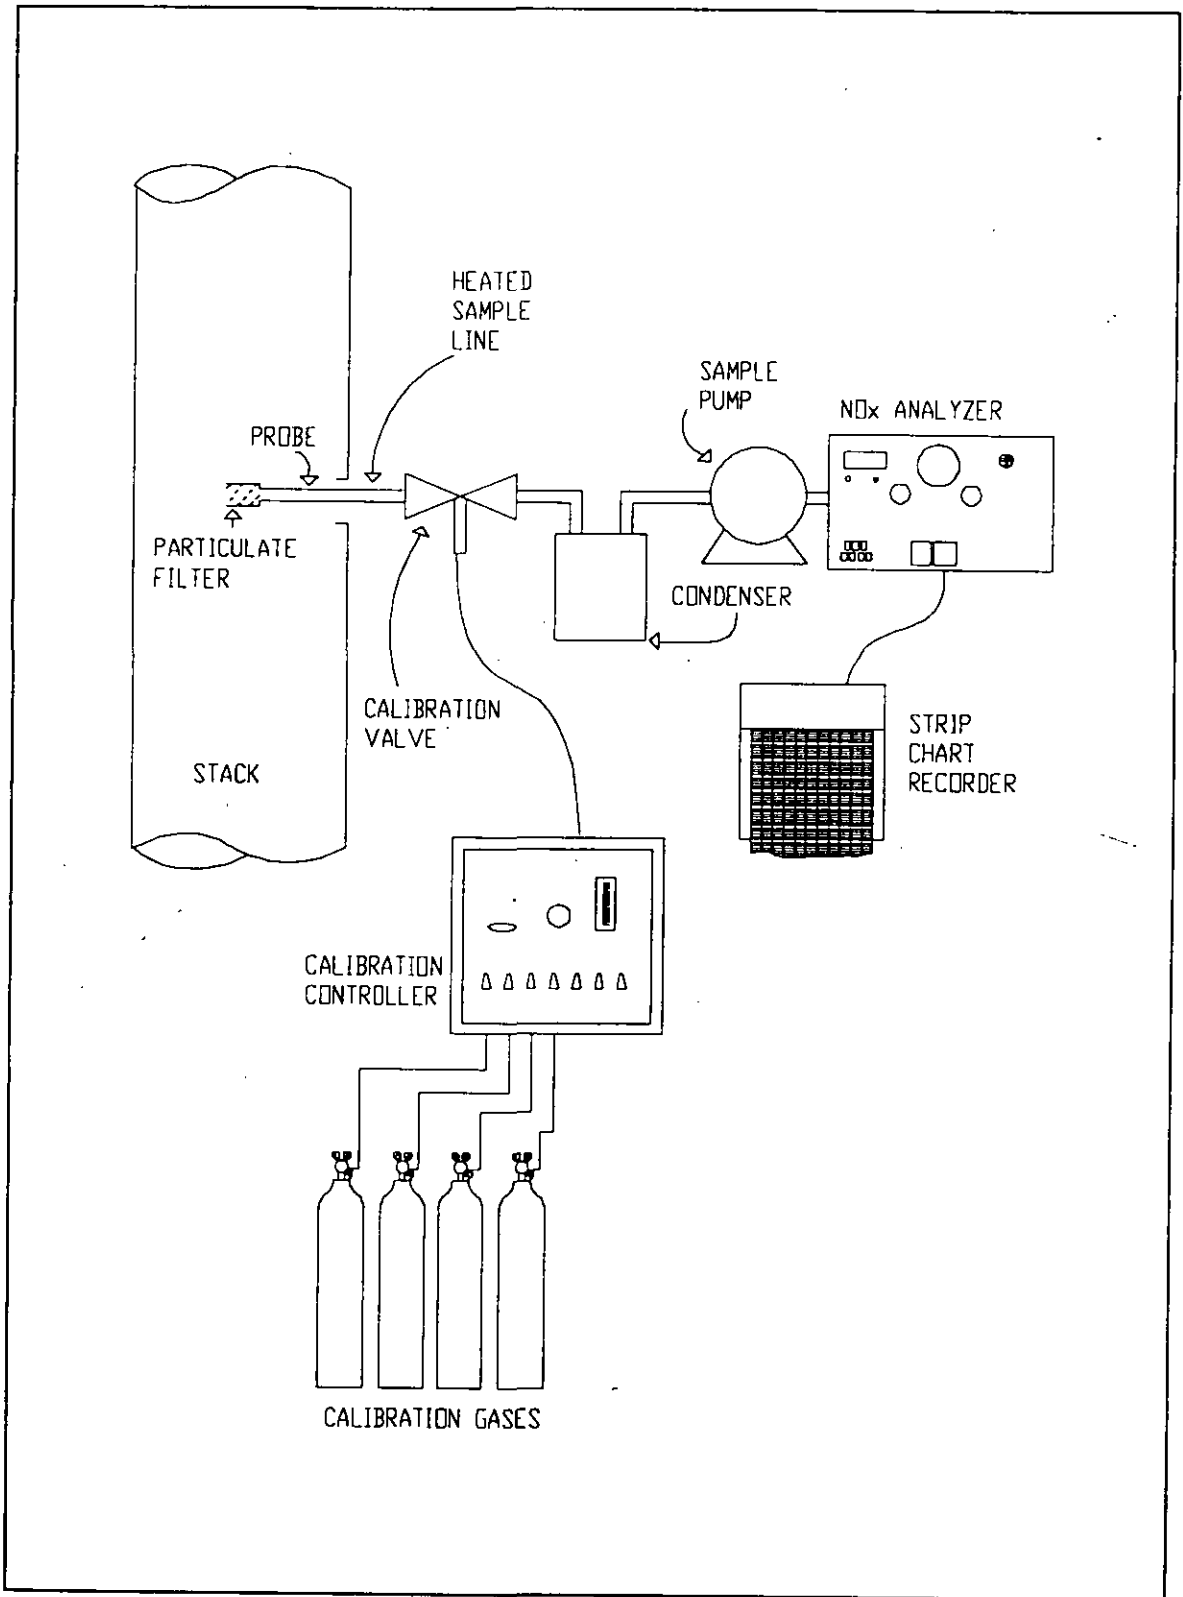 HEATED
SAMPLE
LINE
SAMPLE
PUMP
NOx ANALYZER
PROBE
PARTICULATE
FILTER
CONDENSER
CALIBRATION
VALVE
STRIP
CHART
RECORDER
STACK
CALIBRATION
CONTROLLER
CALIBRATION GASES